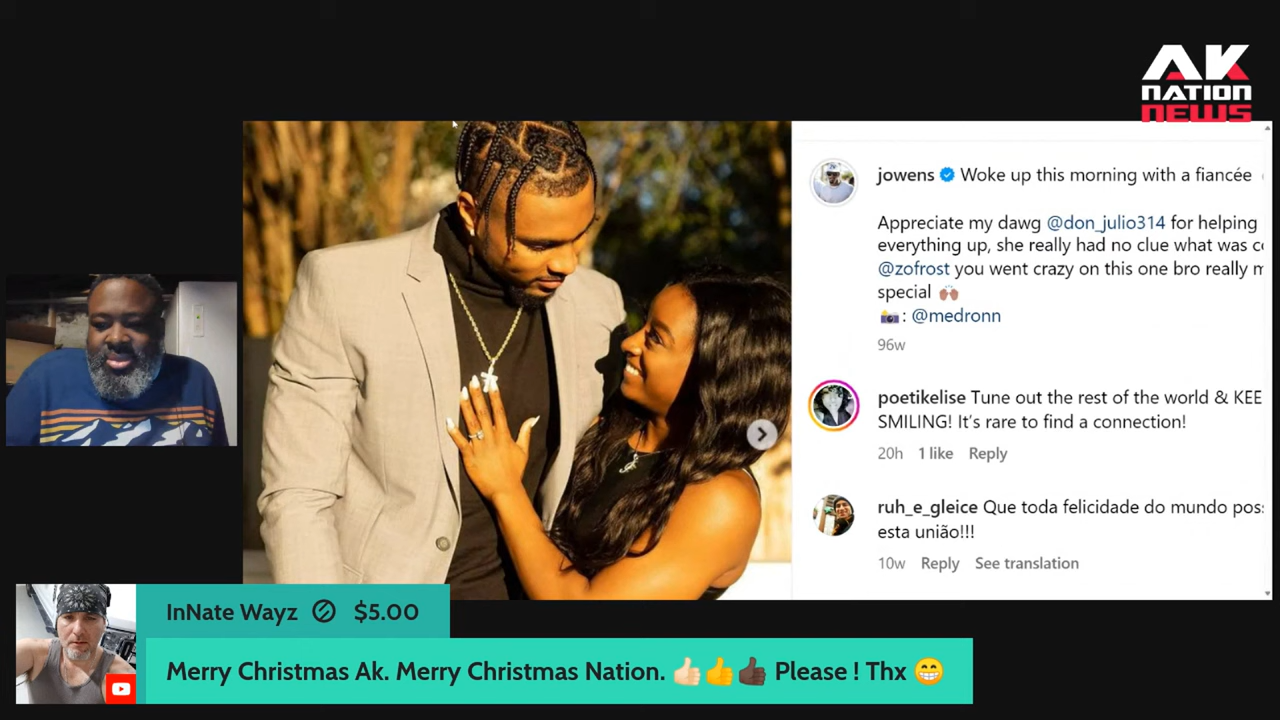 AK
NATION
NEWS
jowens Woke up this morning with a fiancée
Appreciate my dawg @don_julio314 for helping
everything up, she really had no clue what was
@zofrost you went crazy on this one bro really
special 🙌🏽
📸: @medronn
96w
poetikelise Tune out the rest of the world &
SMILING! It's rare to find a connection!
20h 1 like Reply
ruh_e_gleice Que toda felicidade do mundo
esta união!!!
10w Reply See translation
InNate Wayz $5.00
Merry Christmas Ak. Merry Christmas Nation. 👍🏻👍👍🏿 Please ! Thx 😁